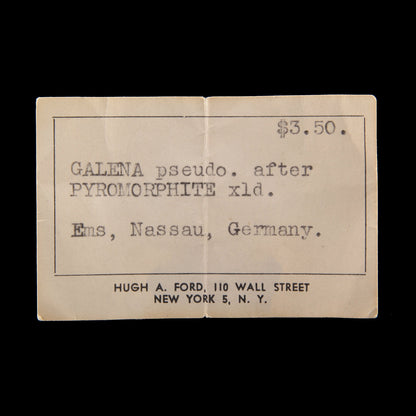 $3.50.
GALENA pseudo. after
PYROMORPHITE xld.
Ems, Nassau, Germany.
HUGH A. FORD, 110 WALL STREET
NEW YORK 5, N. Y.